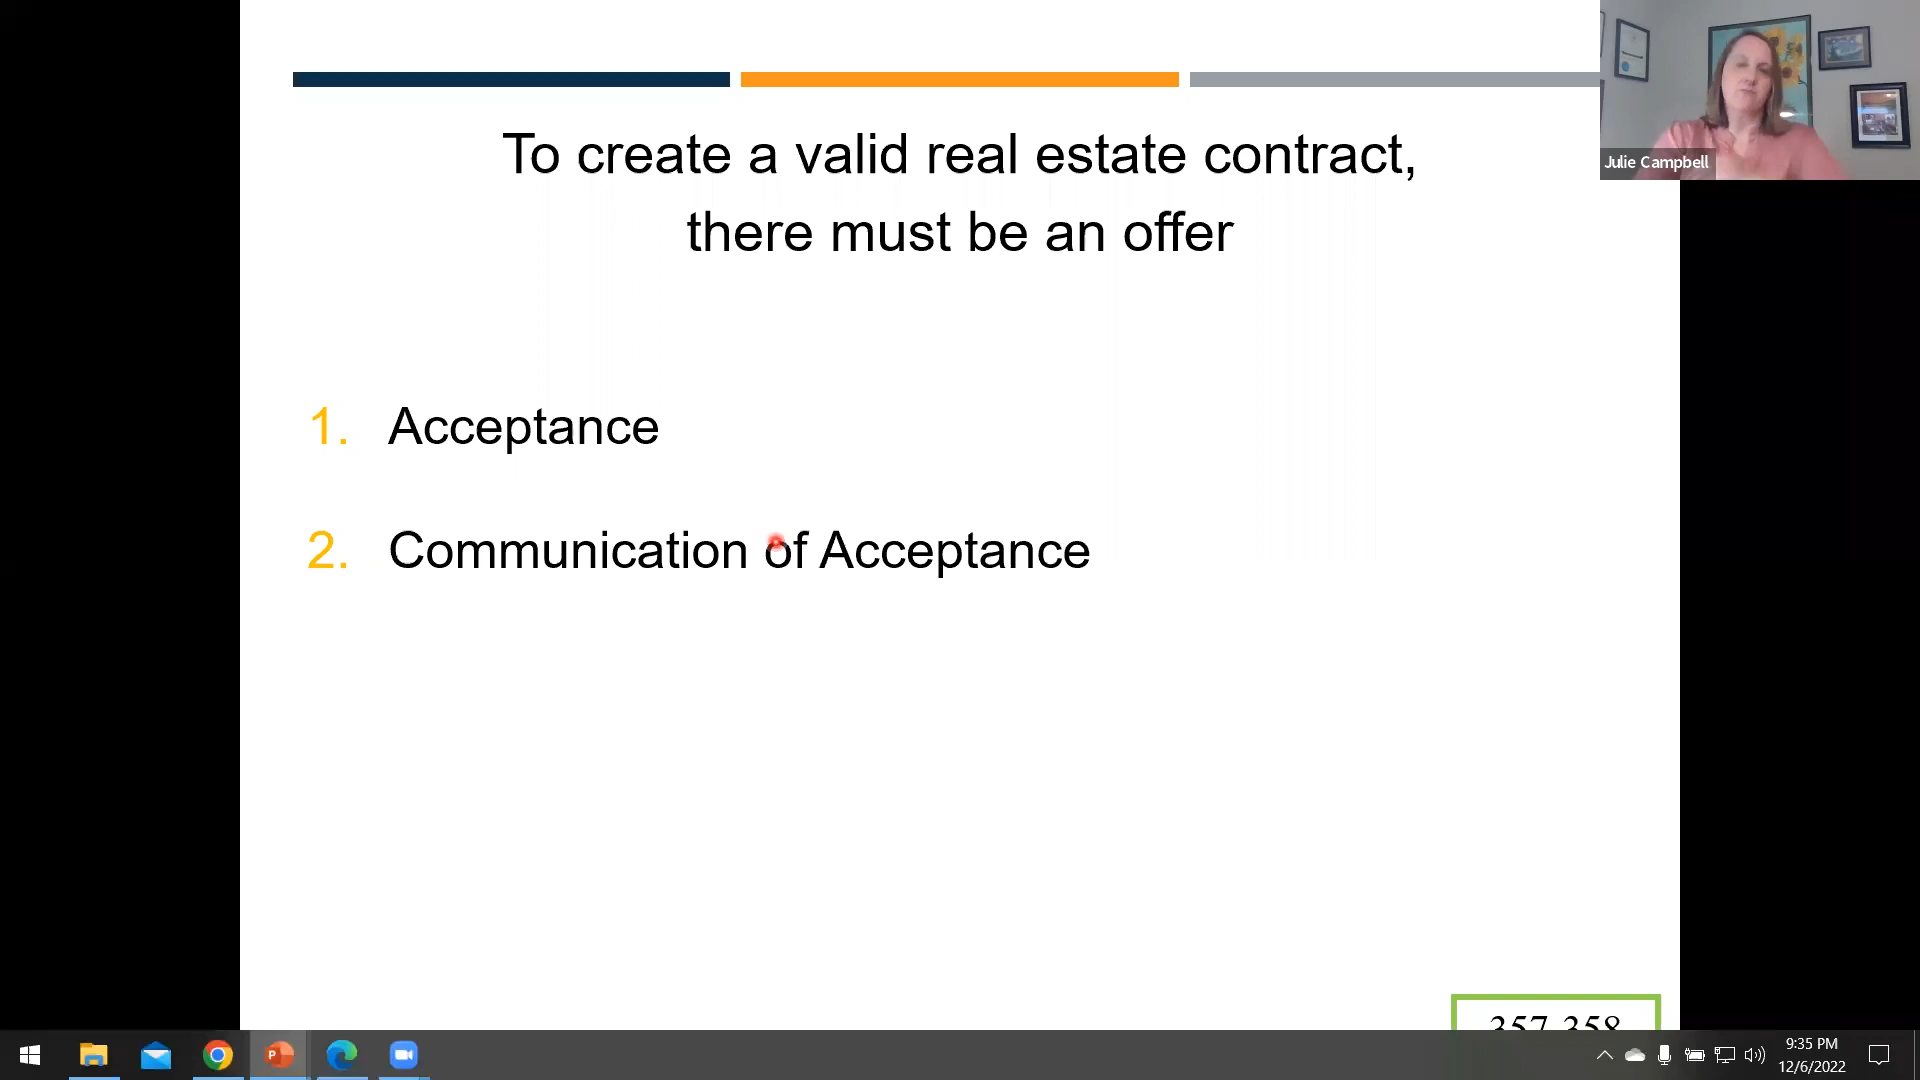 To create a valid real estate contract,
there must be an offer
1. Acceptance
2. Communication of Acceptance
Julie Campbell
357-358
9:35 PM
12/6/2022